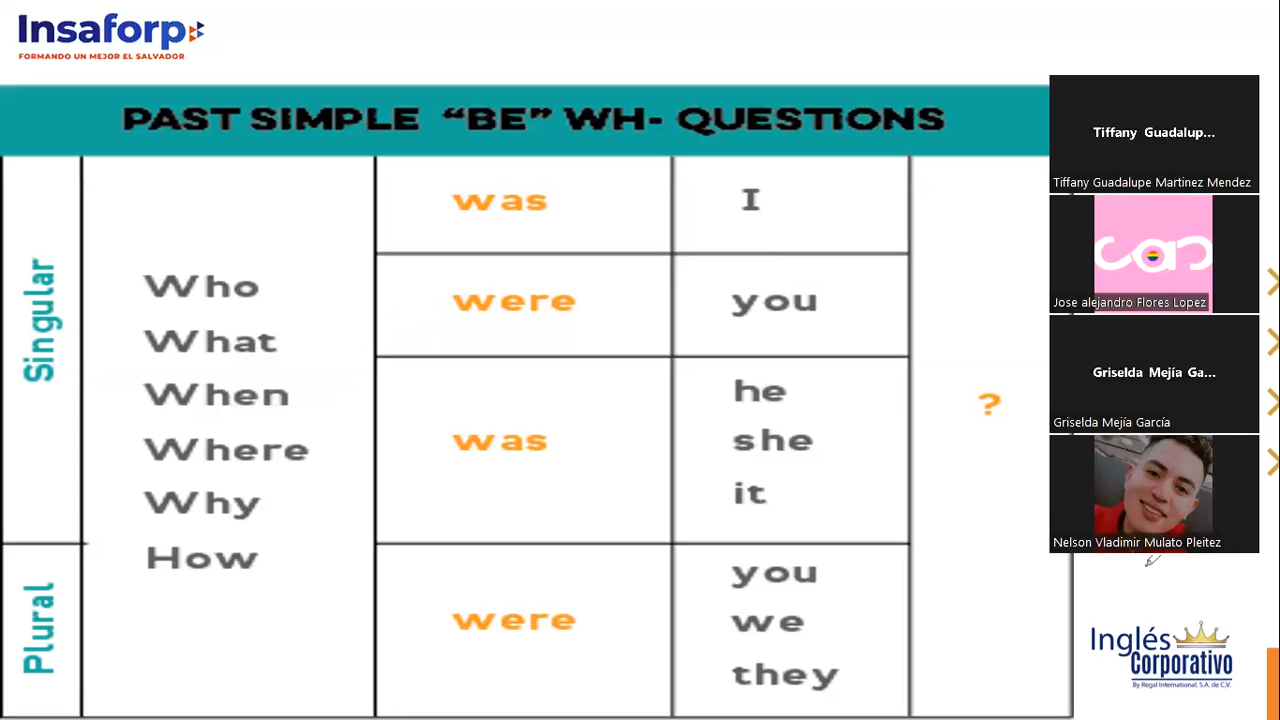 Insaforp
FORMANDO UN MEJOR EL SALVADOR
PAST SIMPLE “BE” WH- QUESTIONS
Singular
Who
What
When
Where
Why
How
was
I
were
you
was
he
she
it
?
Plural
were
you
we
they
Tiffany Guadalup...
Tiffany Guadalupe Martinez Mendez
Jose alejandro Flores Lopez
Griselda Mejía Ga...
Griselda Mejía García
Nelson Vladimir Mulato Pleitez
Inglés
Corporativo
By Regal International, S.A. de C.V.